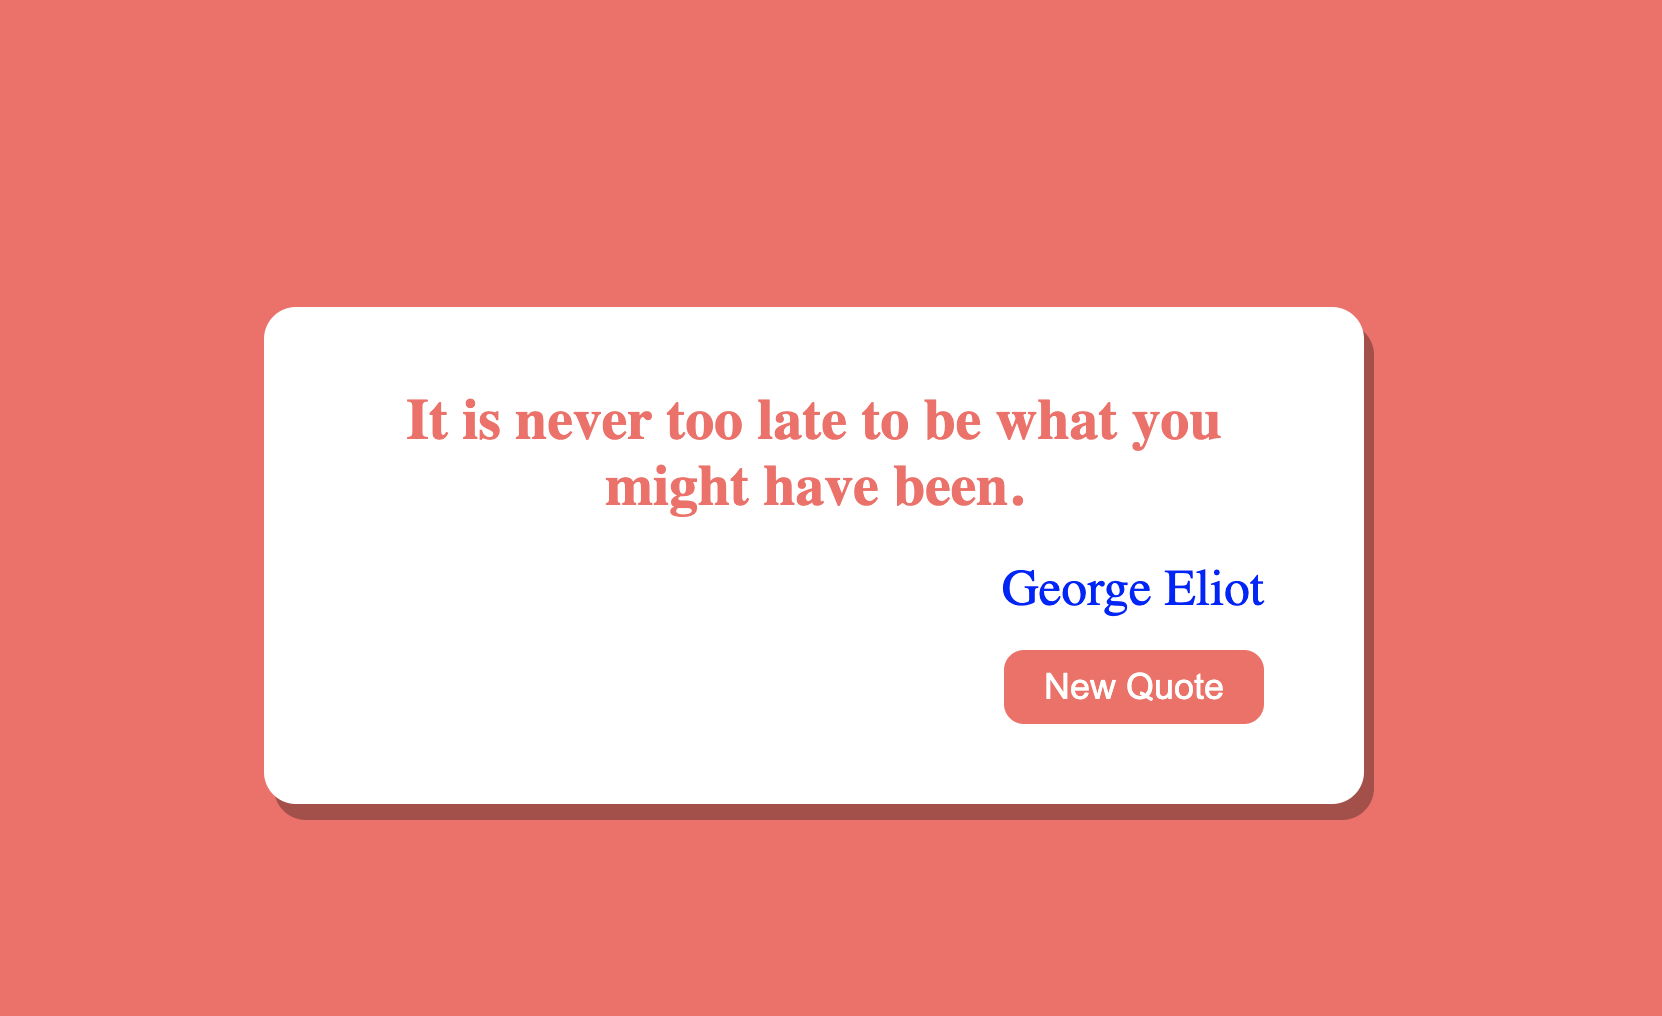 It is never too late to be what you
might have been.
George Eliot
New Quote